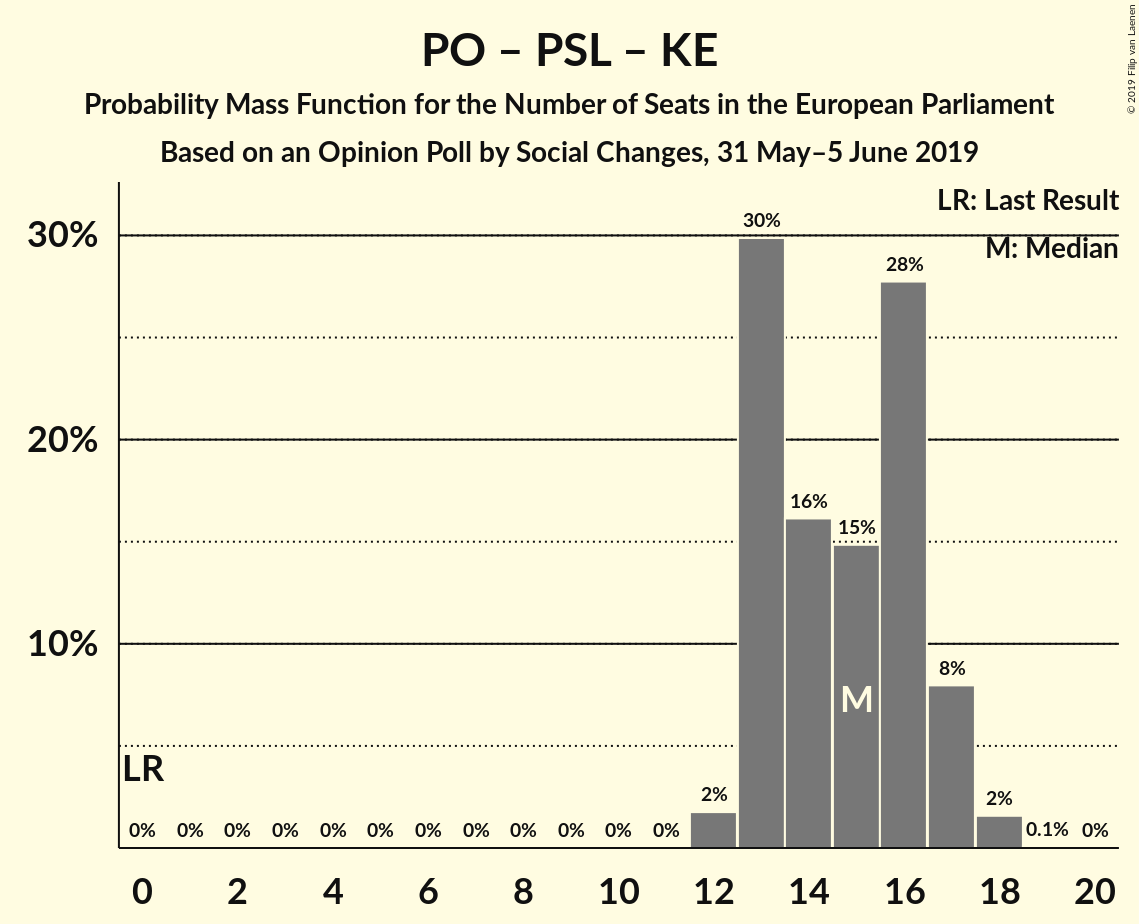 PO – PSL – KE
Probability Mass Function for the Number of Seats in the European Parliament
Based on an Opinion Poll by Social Changes, 31 May–5 June 2019
© 2019 Filip van Laenen
LR: Last Result
M: Median
30%
20%
10%
30%
28%
16%
15%
8%
M
LR
2%
2%
0% 0% 0% 0% 0% 0% 0% 0% 0% 0% 0% 0% 0.1% 0%
0 2 4 6 8 10 12 14 16 18 20